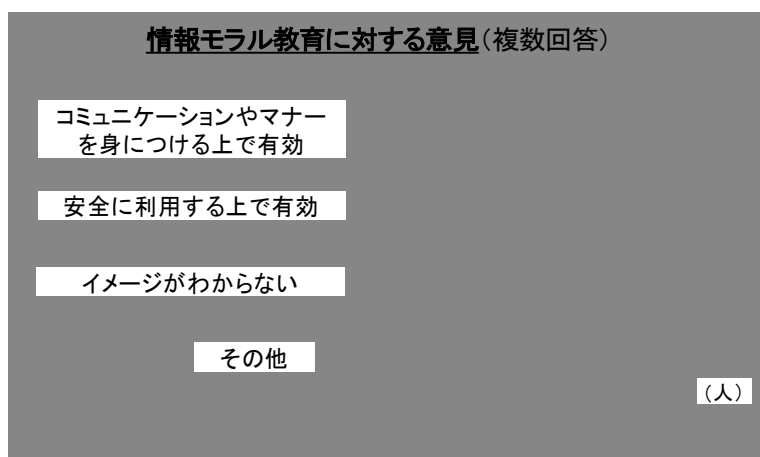 情報モラル教育に対する意見(複数回答)
コミュニケーションやマナー
を身につける上で有効
安全に利用する上で有効
イメージがわからない
その他
(人)